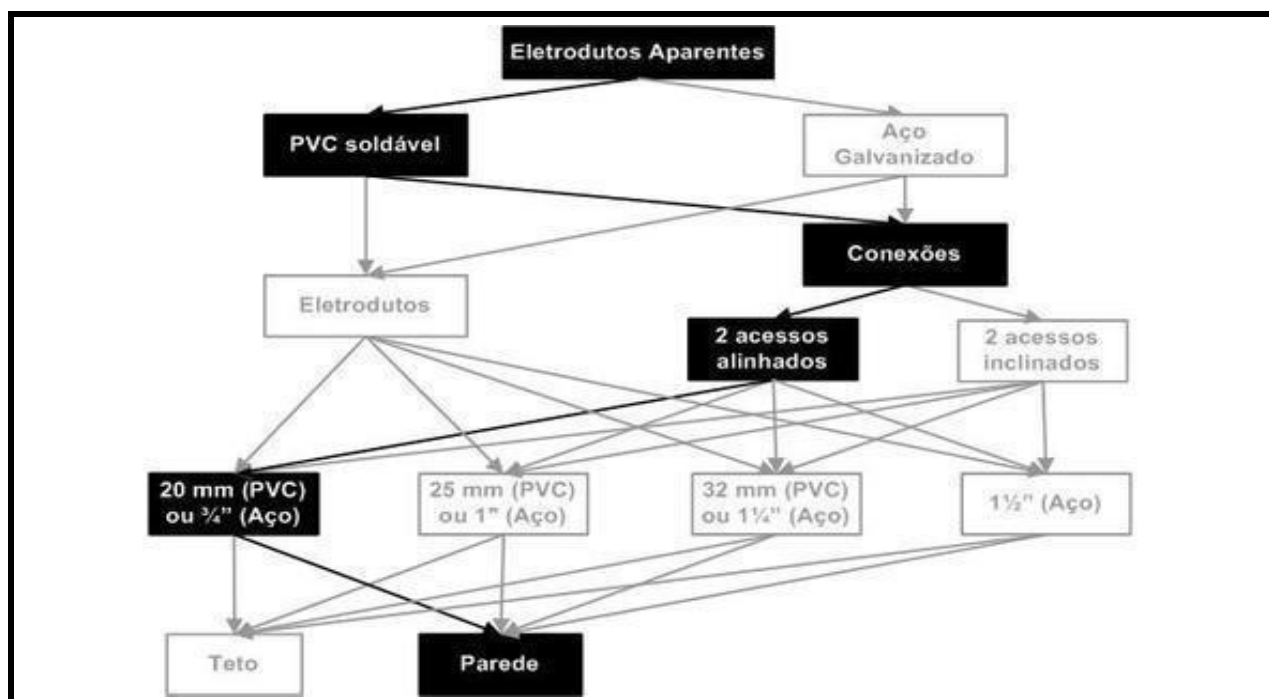 Eletrodutos Aparentes
PVC soldável
Aço
Galvanizado
Conexões
Eletrodutos
2 acessos
alinhados
2 acessos
inclinados
20 mm (PVC)
ou ¾” (Aço)
25 mm (PVC)
ou 1” (Aço)
32 mm (PVC)
ou 1¼” (Aço)
1½” (Aço)
Teto
Parede